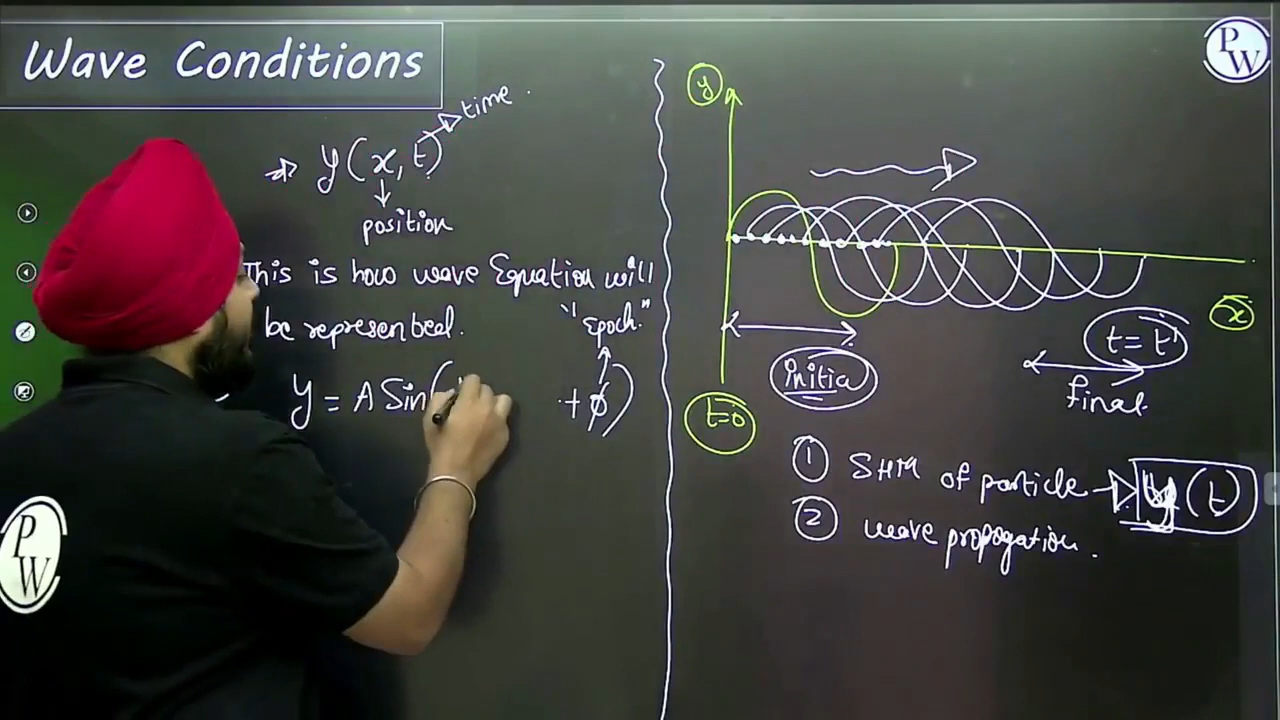 Wave Conditions
PW
time.
y(x,t)
position
This is how wave Equation will
be represented.
"Epoch."
y = A Sin( + ϕ)
y
x
initia
t=0
t=t'
final
① SHM of particle → y(t)
② wave propogation.
PW